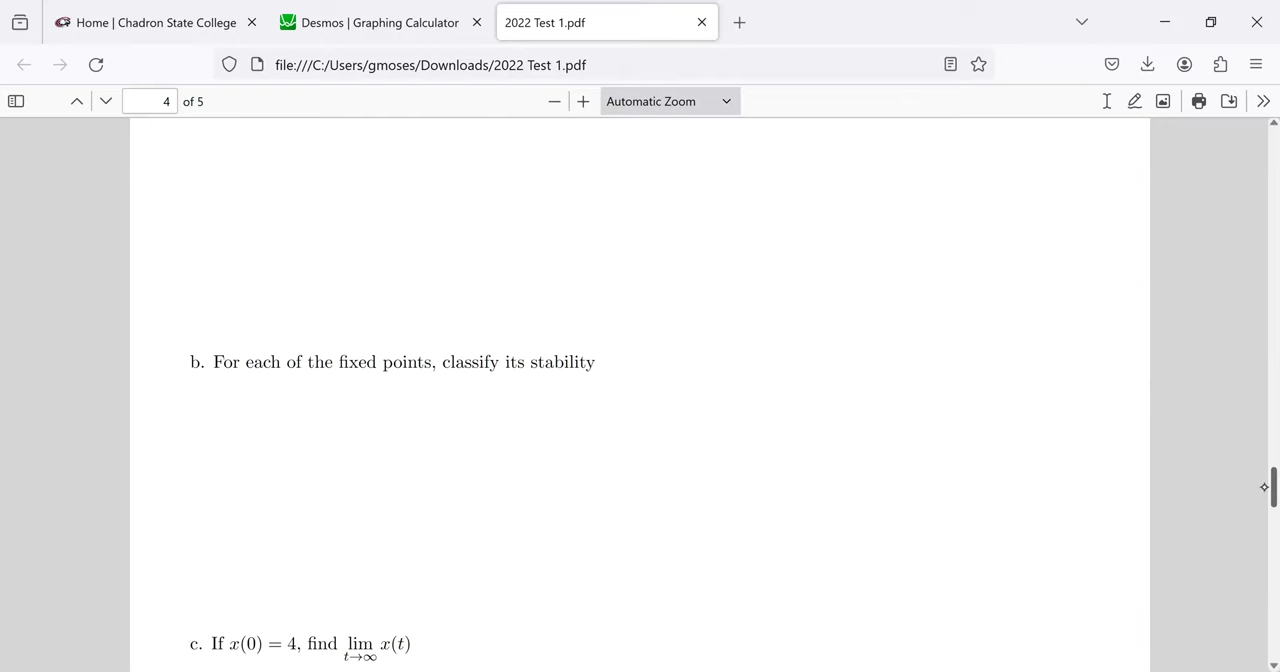 Home | Chadron State College
Desmos | Graphing Calculator
2022 Test 1.pdf
file:///C:/Users/gmoses/Downloads/2022 Test 1.pdf
4 of 5
Automatic Zoom
b. For each of the fixed points, classify its stability
c. If x(0) = 4, find lim x(t)
t→∞